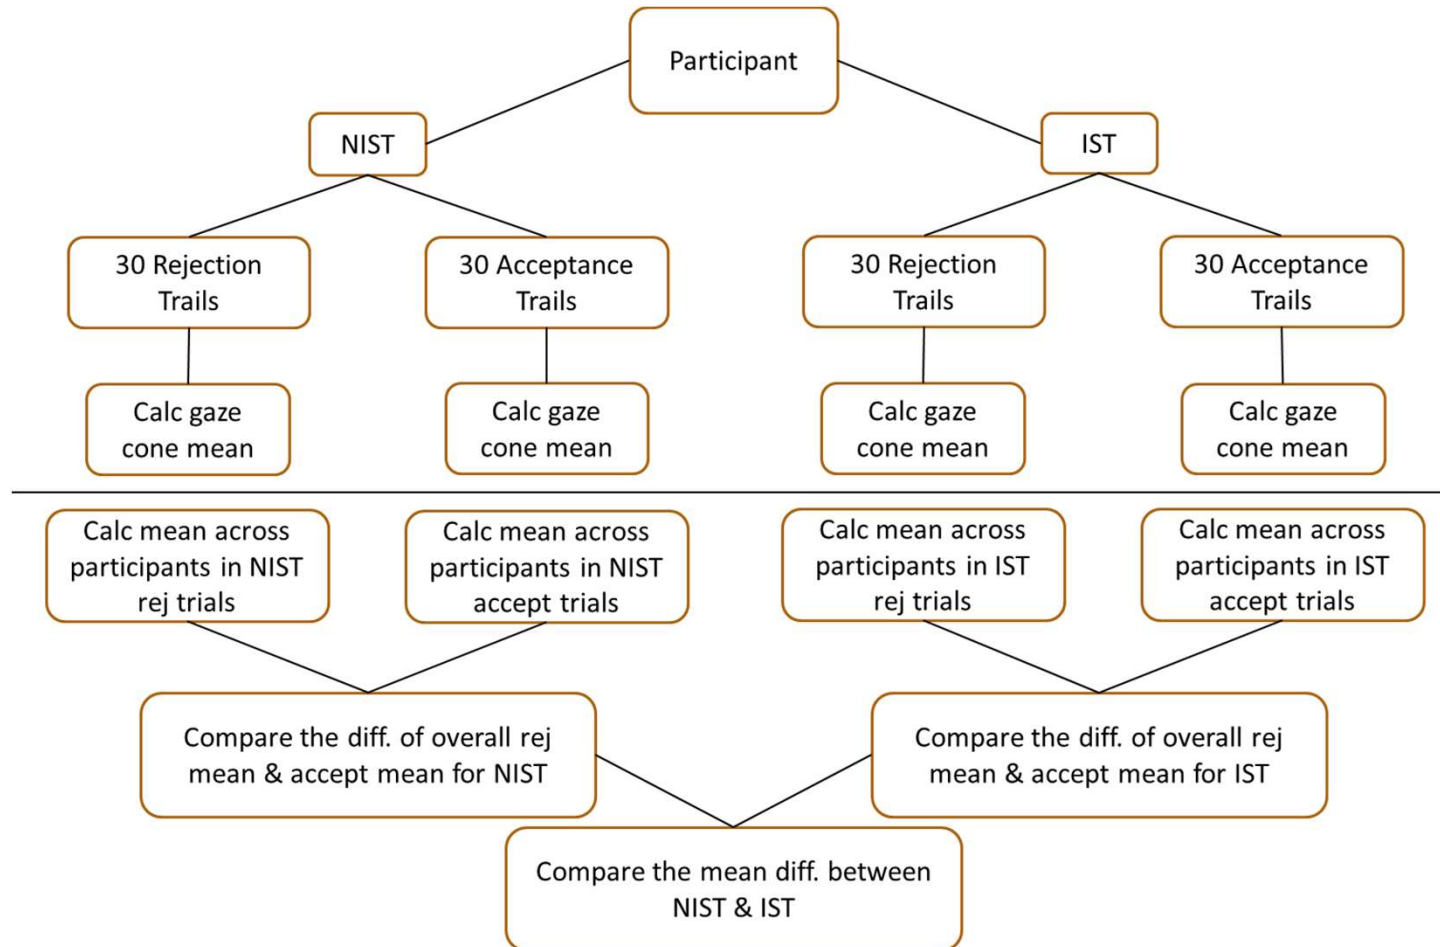 Participant
NIST
IST
30 Rejection
Trails
30 Acceptance
Trails
30 Rejection
Trails
30 Acceptance
Trails
Calc gaze
cone mean
Calc gaze
cone mean
Calc gaze
cone mean
Calc gaze
cone mean
Calc mean across
participants in NIST
rej trials
Calc mean across
participants in NIST
accept trials
Calc mean across
participants in IST
rej trials
Calc mean across
participants in IST
accept trials
Compare the diff. of overall rej
mean & accept mean for NIST
Compare the diff. of overall rej
mean & accept mean for IST
Compare the mean diff. between
NIST & IST